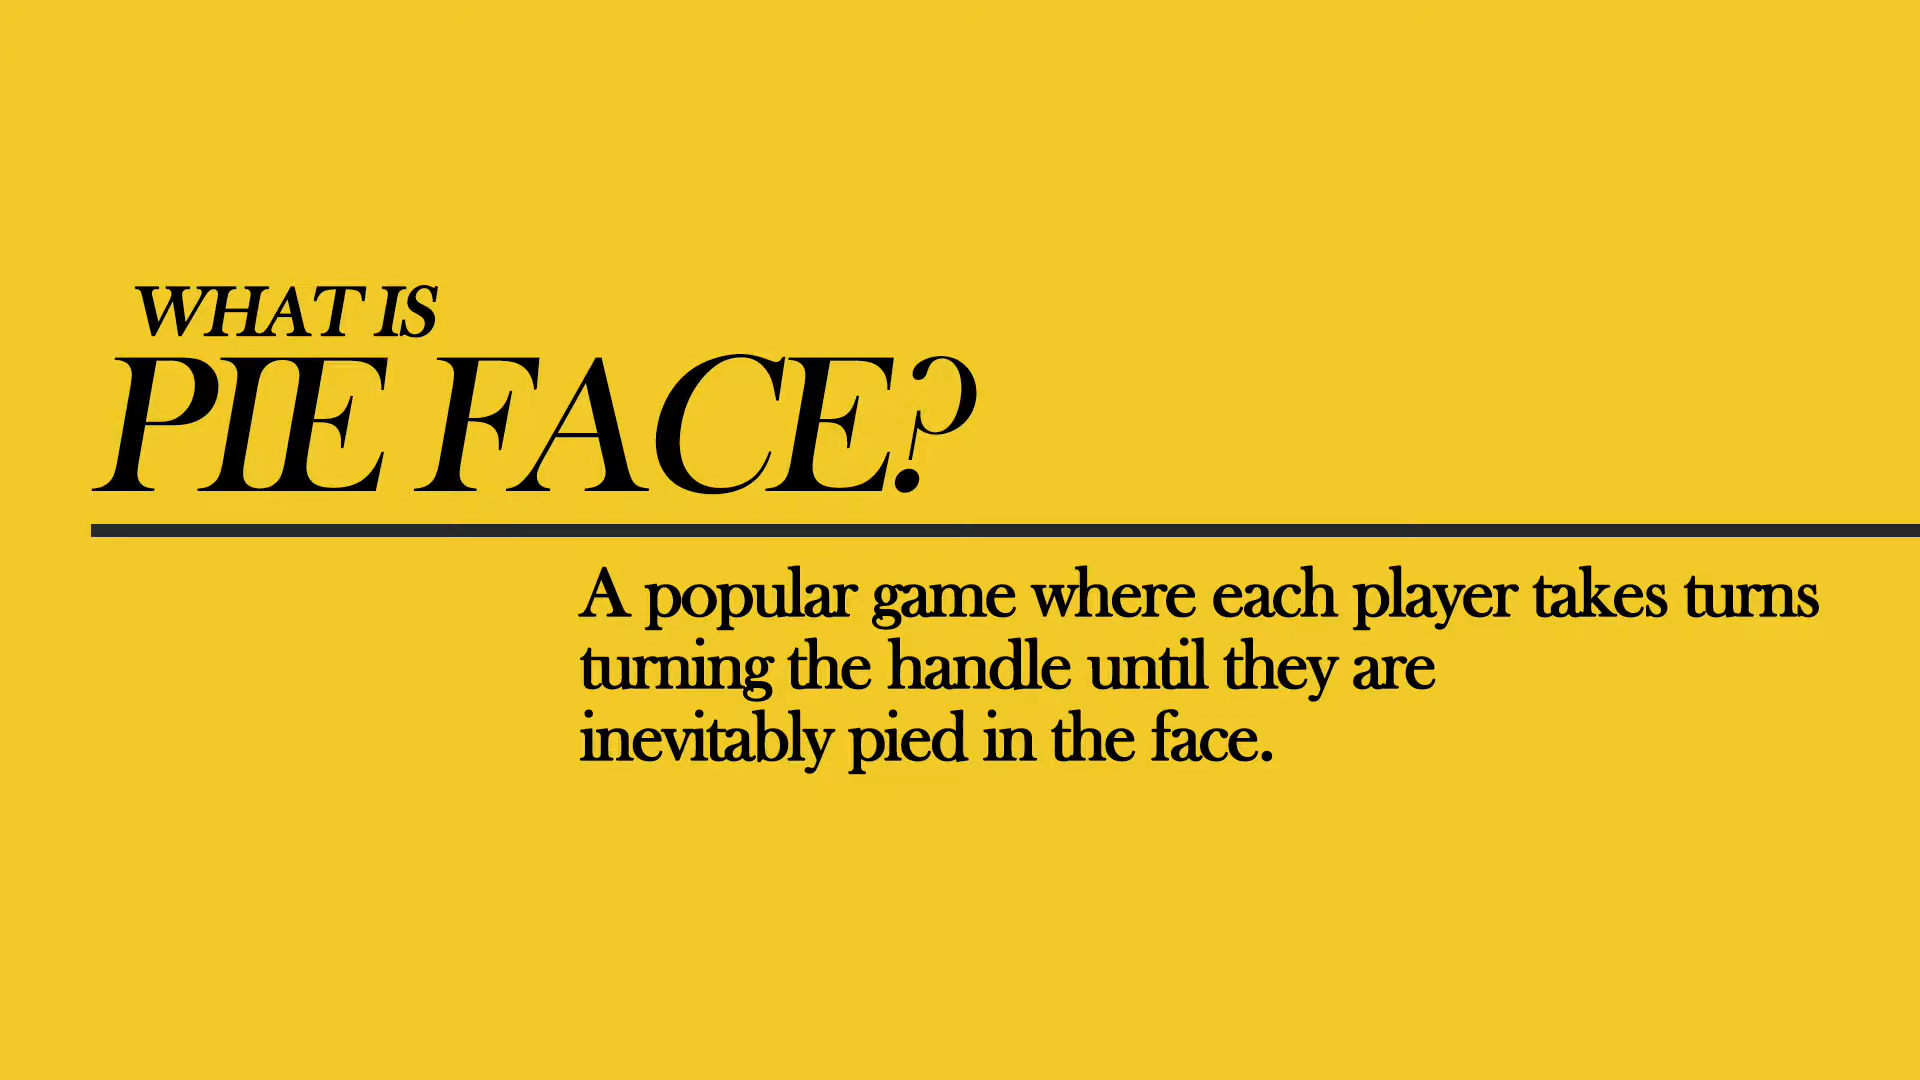 WHAT IS
PIE FACE?
A popular game where each player takes turns
turning the handle until they are
inevitably pied in the face.